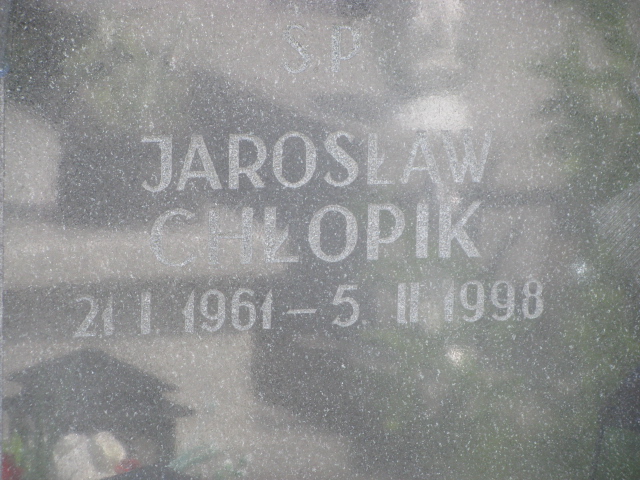 Ś.P.
JAROSŁAW
CHŁOPIK
21 I. 1961 – 5. II 1998